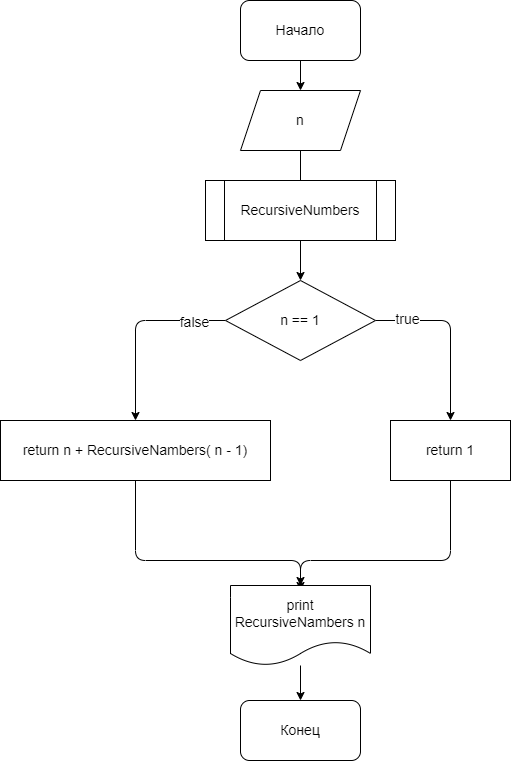 Начало
n
RecursiveNumbers
n == 1
false
true
return n + RecursiveNambers( n - 1)
return 1
print
RecursiveNambers n
Конец